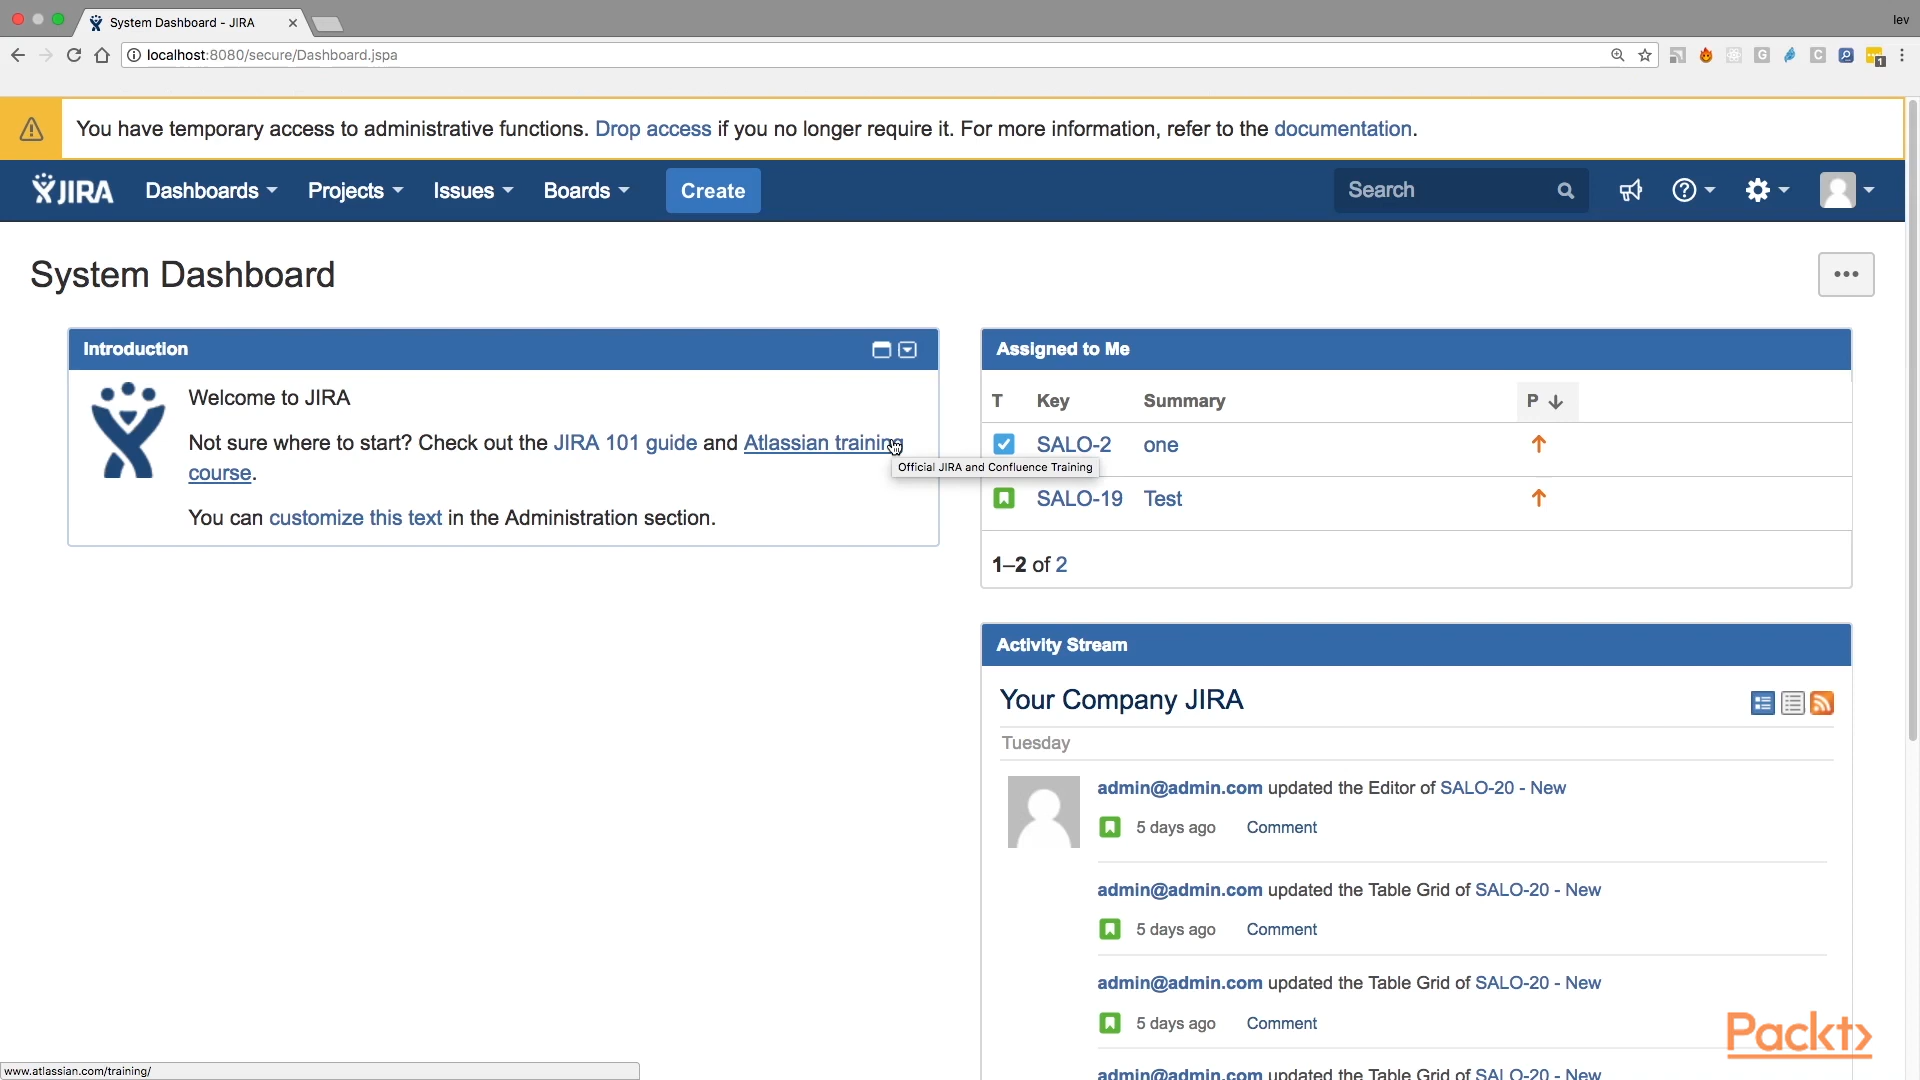 System Dashboard - JIRA
lev
localhost:8080/secure/Dashboard.jspa
You have temporary access to administrative functions. Drop access if you no longer require it. For more information, refer to the documentation.
JIRA Dashboards Projects Issues Boards Create Search
System Dashboard
Introduction
Welcome to JIRA
Not sure where to start? Check out the JIRA 101 guide and Atlassian training
course.
You can customize this text in the Administration section.
Official JIRA and Confluence Training
Assigned to Me
T Key Summary P
SALO-2 one
SALO-19 Test
1–2 of 2
Activity Stream
Your Company JIRA
Tuesday
admin@admin.com updated the Editor of SALO-20 - New
5 days ago Comment
admin@admin.com updated the Table Grid of SALO-20 - New
5 days ago Comment
admin@admin.com updated the Table Grid of SALO-20 - New
5 days ago Comment
admin@admin.com updated the Table Grid of SALO-20 - New
Packt
www.atlassian.com/training/